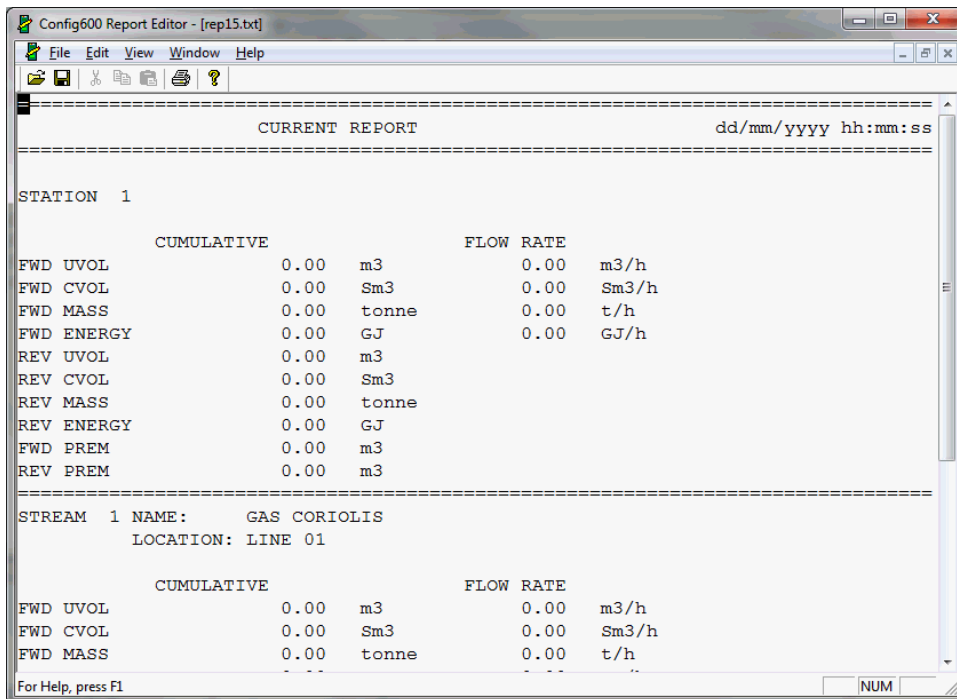 Config600 Report Editor - [rep15.txt]
File Edit View Window Help
================================================================================
CURRENT REPORT dd/mm/yyyy hh:mm:ss
================================================================================
STATION 1
CUMULATIVE FLOW RATE
FWD UVOL 0.00 m3 0.00 m3/h
FWD CVOL 0.00 Sm3 0.00 Sm3/h
FWD MASS 0.00 tonne 0.00 t/h
FWD ENERGY 0.00 GJ 0.00 GJ/h
REV UVOL 0.00 m3
REV CVOL 0.00 Sm3
REV MASS 0.00 tonne
REV ENERGY 0.00 GJ
FWD PREM 0.00 m3
REV PREM 0.00 m3
================================================================================
STREAM 1 NAME: GAS CORIOLIS
LOCATION: LINE 01
CUMULATIVE FLOW RATE
FWD UVOL 0.00 m3 0.00 m3/h
FWD CVOL 0.00 Sm3 0.00 Sm3/h
FWD MASS 0.00 tonne 0.00 t/h
For Help, press F1 NUM